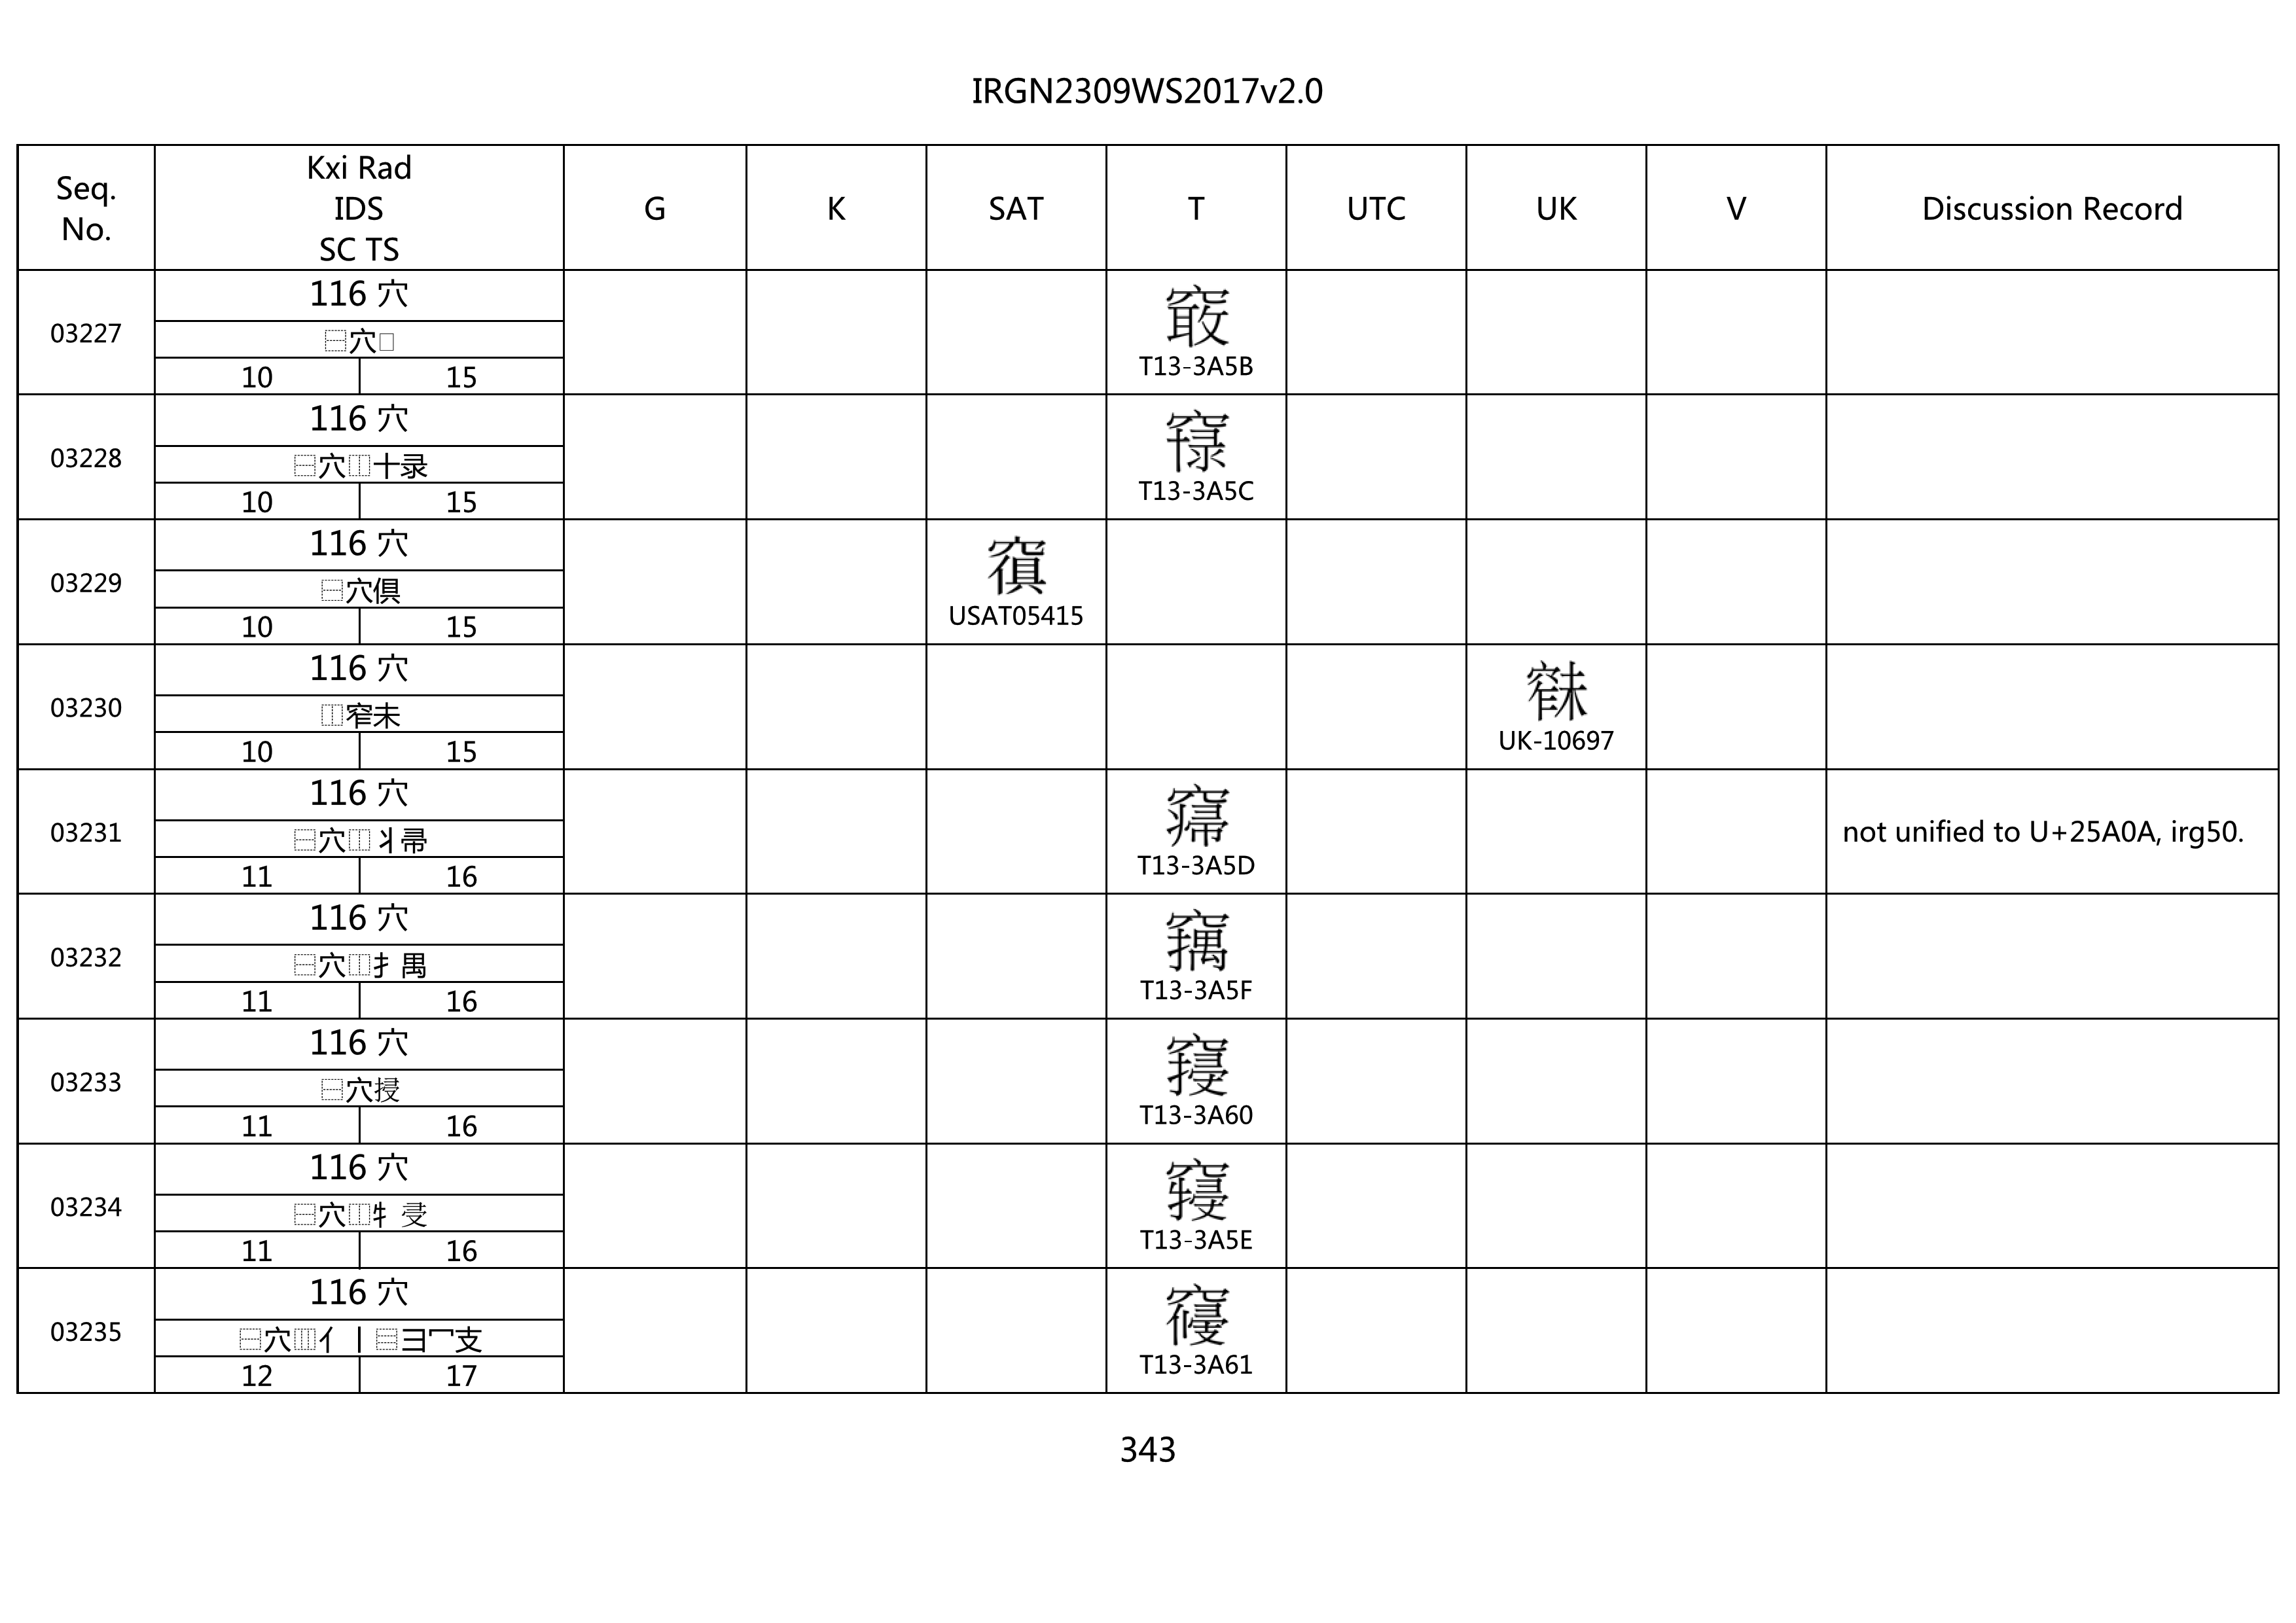 IRGN2309WS2017v2.0
Seq. No.
Kxi Rad
IDS
SC TS
G K SAT T UTC UK V Discussion Record
03227
116 穴
⿱穴
10 15
T13-3A5B
03228
116 穴
⿱穴⿰十录
10 15
T13-3A5C
03229
116 穴
⿱穴俱
10 15
USAT05415
03230
116 穴
⿰窄未
10 15
UK-10697
03231
116 穴
⿱穴⿰丬帚
11 16
T13-3A5D
not unified to U+25A0A, irg50.
03232
116 穴
⿱穴⿰扌禺
11 16
T13-3A5F
03233
116 穴
⿱穴
11 16
T13-3A60
03234
116 穴
⿱穴⿰牜
11 16
T13-3A5E
03235
116 穴
⿱穴⿲亻丨⿳彐冖支
12 17
T13-3A61
343